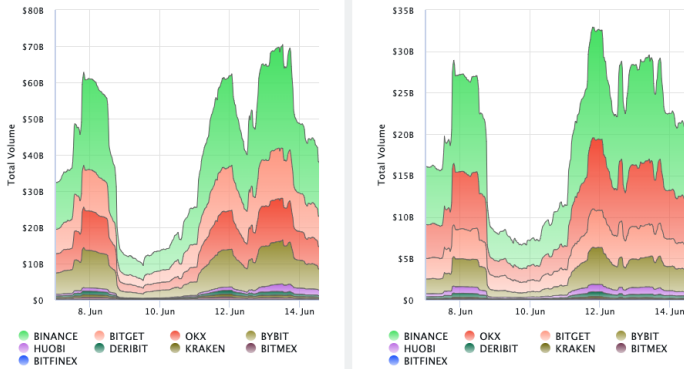 $80B
$70B
$60B
$50B
$40B
$30B
$20B
$10B
$0
Total Volume
8. Jun 10. Jun 12. Jun 14. Jun
BINANCE BITGET OKX BYBIT
HUOBI DERIBIT KRAKEN BITMEX
BITFINEX
$35B
$30B
$25B
$20B
$15B
$10B
$5B
$0
Total Volume
8. Jun 10. Jun 12. Jun 14. Jun
BINANCE OKX BITGET BYBIT
HUOBI DERIBIT KRAKEN BITMEX
BITFINEX